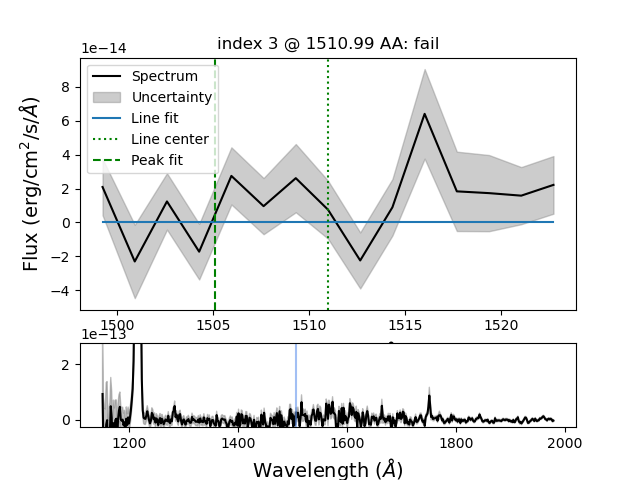 index 3 @ 1510.99 AA: fail
1e−14
Spectrum
Uncertainty
Line fit
Line center
Peak fit
8
6
4
2
0
−2
−4
Flux (erg/cm²/s/Å)
1500 1505 1510 1515 1520
1e−13
2
0
1200 1400 1600 1800 2000
Wavelength (Å)